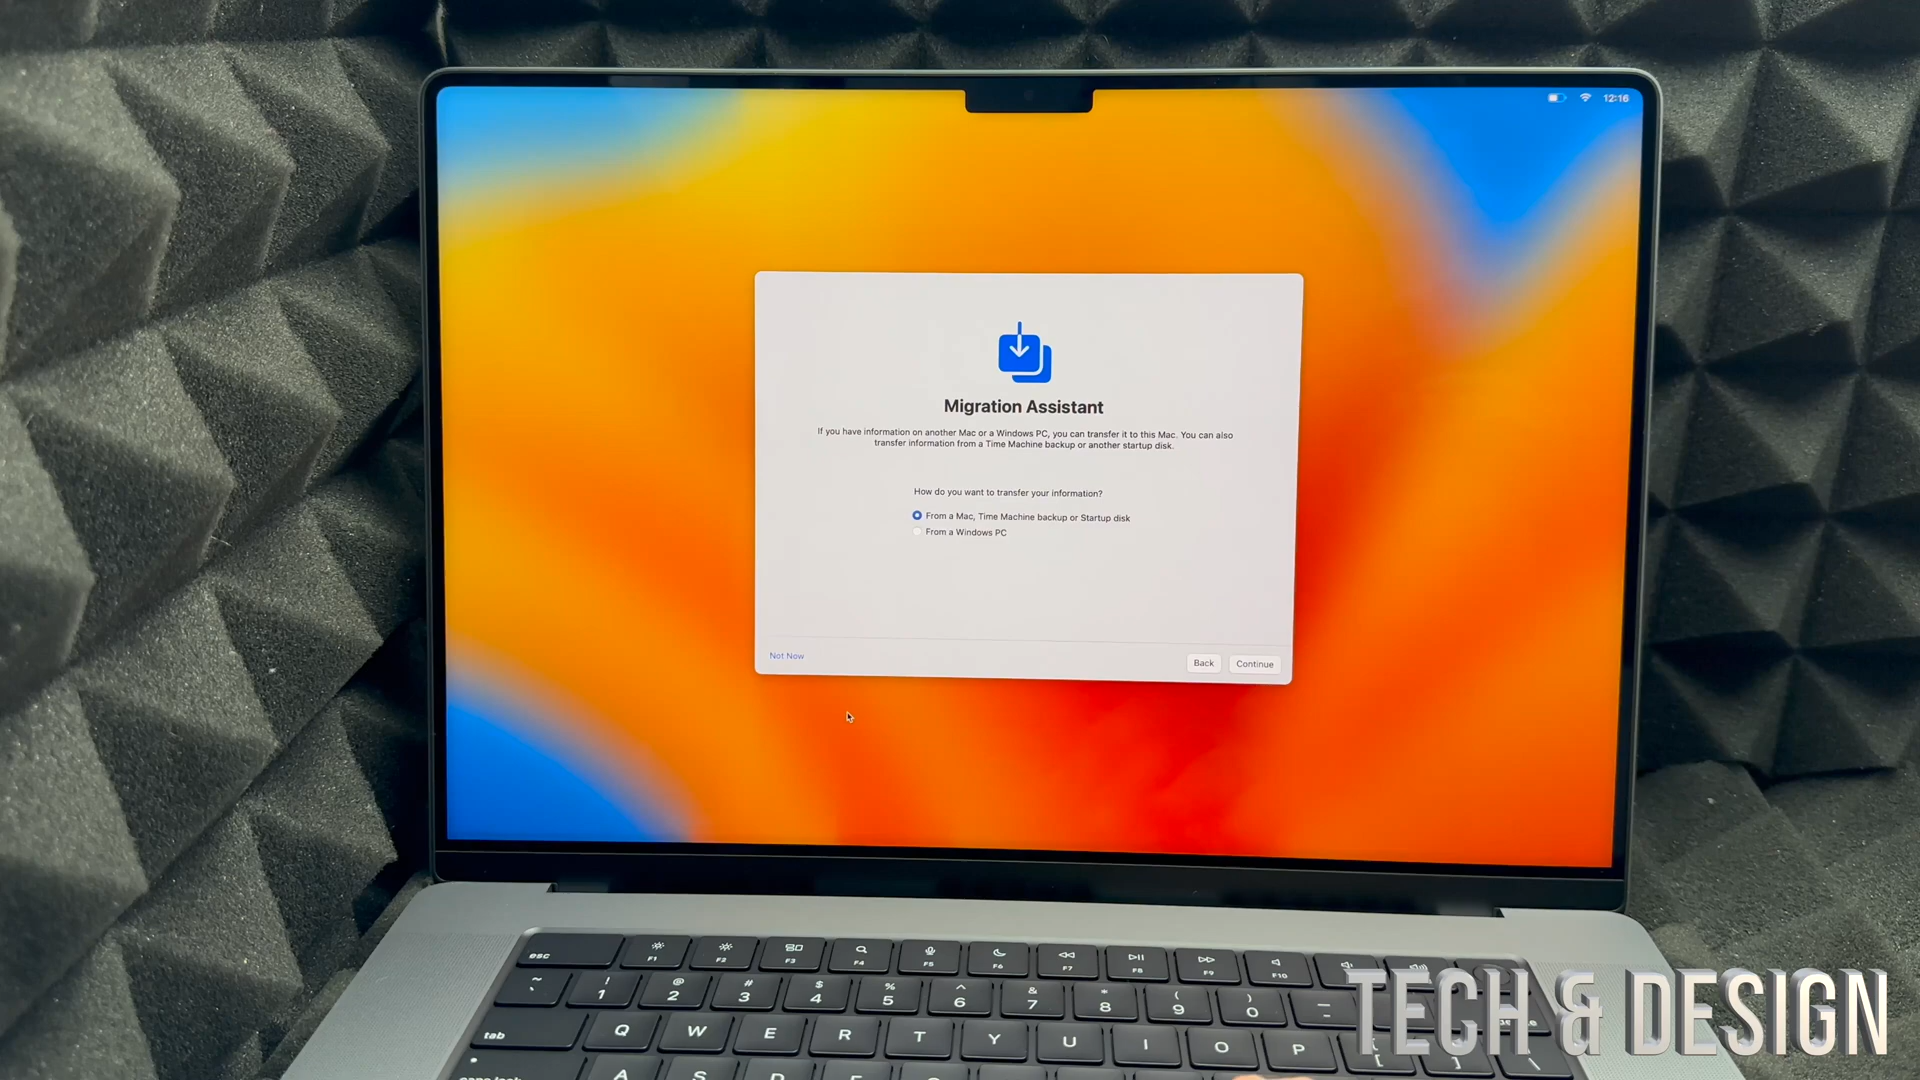 12:16
Migration Assistant
If you have information on another Mac or a Windows PC, you can transfer it to this Mac. You can also
transfer information from a Time Machine backup or another startup disk.
How do you want to transfer your information?
From a Mac, Time Machine backup or Startup disk
From a Windows PC
Not Now
Back Continue
esc F1 F2 F3 F4 F5 F6 F7 F8 F9 F10
~ ! @ # $ % ^ & * ( ) _
` 1 2 3 4 5 6 7 8 9 0 -
tab Q W E R T Y U I O P [ ] \
A S D
TECH & DESIGN